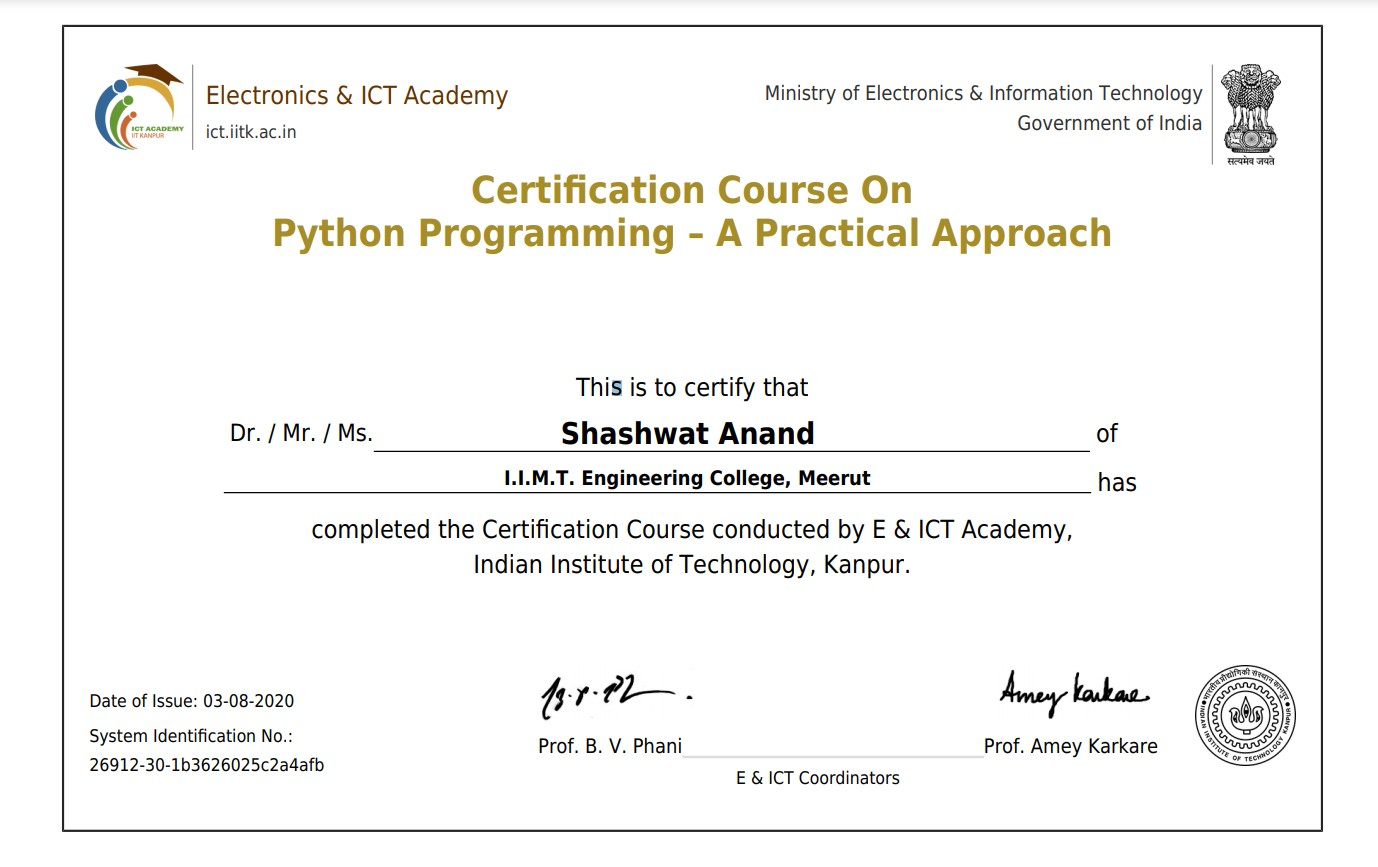 ICT ACADEMY
IIT KANPUR
Electronics & ICT Academy
ict.iitk.ac.in
Ministry of Electronics & Information Technology
Government of India
सत्यमेव जयते
Certification Course On
Python Programming – A Practical Approach
This is to certify that
Dr. / Mr. / Ms. Shashwat Anand of
I.I.M.T. Engineering College, Meerut has
completed the Certification Course conducted by E & ICT Academy,
Indian Institute of Technology, Kanpur.
Date of Issue: 03-08-2020
System Identification No.:
26912-30-1b3626025c2a4afb
Amey Karkare
Prof. B. V. Phani
Prof. Amey Karkare
E & ICT Coordinators
भारतीय प्रौद्योगिकी संस्थान कानपुर
INDIAN INSTITUTE OF TECHNOLOGY KANPUR